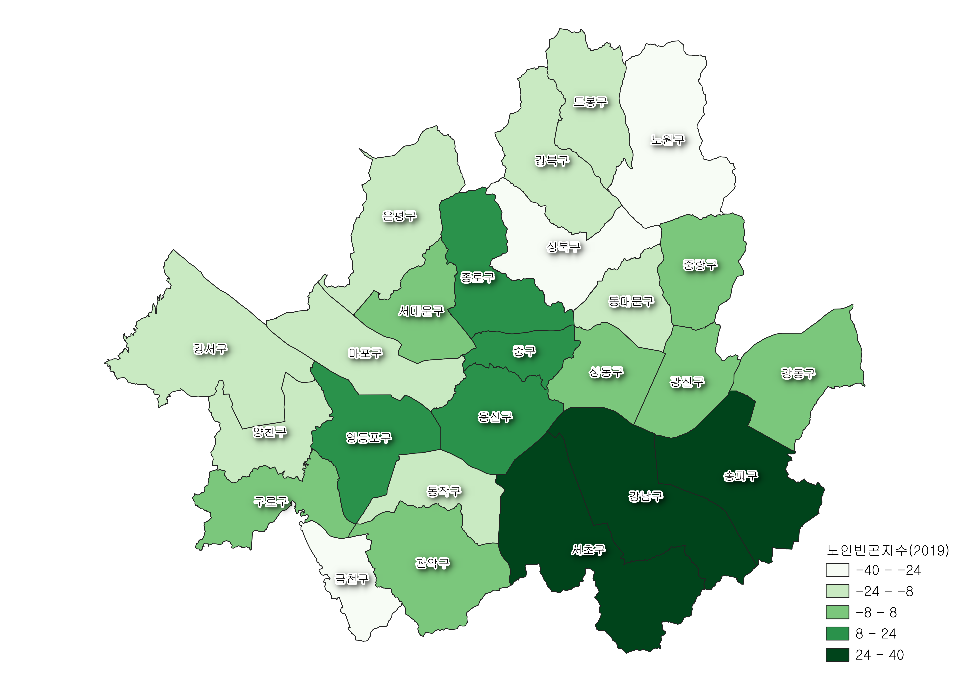 도봉구
노원구
강북구
은평구
성북구
중랑구
종로구
동대문구
서대문구
강서구
마포구
중구
성동구
광진구
강동구
용산구
양천구
영등포구
송파구
동작구
강남구
구로구
서초구
관악구
금천구
노인빈곤지수(2019)
-40 - -24
-24 - -8
-8 - 8
8 - 24
24 - 40